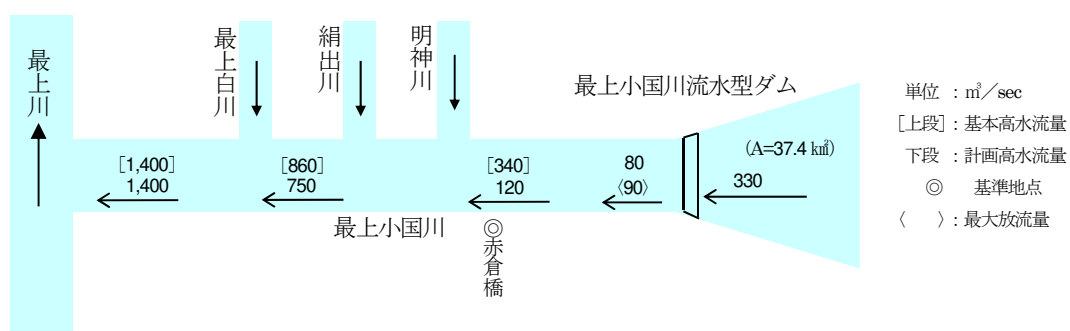 最上川
最上白川
絹出川
明神川
最上小国川流水型ダム
(A=37.4 k㎡)
330
80
〈90〉
[340]
120
[860]
750
[1,400]
1,400
最上小国川
◎赤倉橋
単位 : ㎥/sec
[上段] : 基本高水流量
下段 : 計画高水流量
◎ 基準地点
〈 〉: 最大放流量